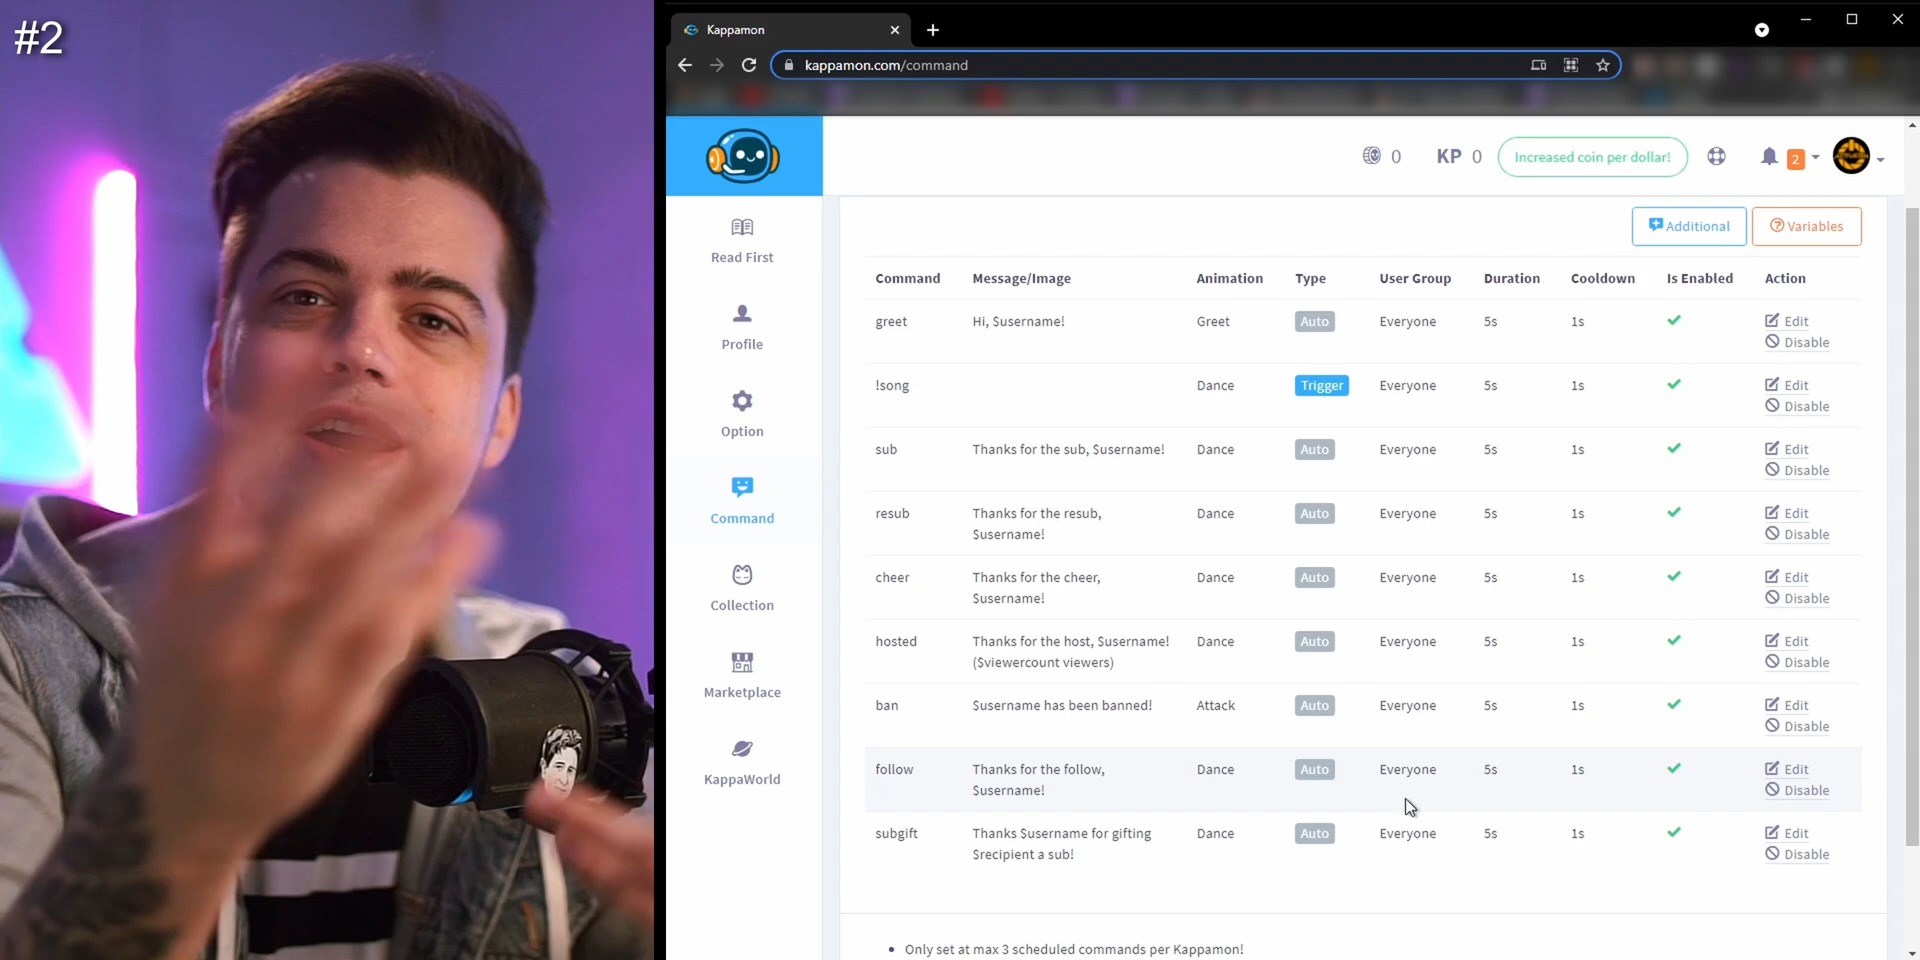 #2
Kappamon
kappamon.com/command
0
KP 0
Increased coin per dollar!
2
Read First
Profile
Option
Command
Collection
Marketplace
KappaWorld
Additional
Variables
Command Message/Image Animation Type User Group Duration Cooldown Is Enabled Action
greet Hi, $username! Greet Auto Everyone 5s 1s Edit
Disable
!song Dance Trigger Everyone 5s 1s Edit
Disable
sub Thanks for the sub, $username! Dance Auto Everyone 5s 1s Edit
Disable
resub Thanks for the resub, Dance Auto Everyone 5s 1s Edit
$username! Disable
cheer Thanks for the cheer, Dance Auto Everyone 5s 1s Edit
$username! Disable
hosted Thanks for the host, $username! Dance Auto Everyone 5s 1s Edit
($viewercount viewers) Disable
ban $username has been banned! Attack Auto Everyone 5s 1s Edit
Disable
follow Thanks for the follow, Dance Auto Everyone 5s 1s Edit
$username! Disable
subgift Thanks $username for gifting Dance Auto Everyone 5s 1s Edit
$recipient a sub! Disable
• Only set at max 3 scheduled commands per Kappamon!